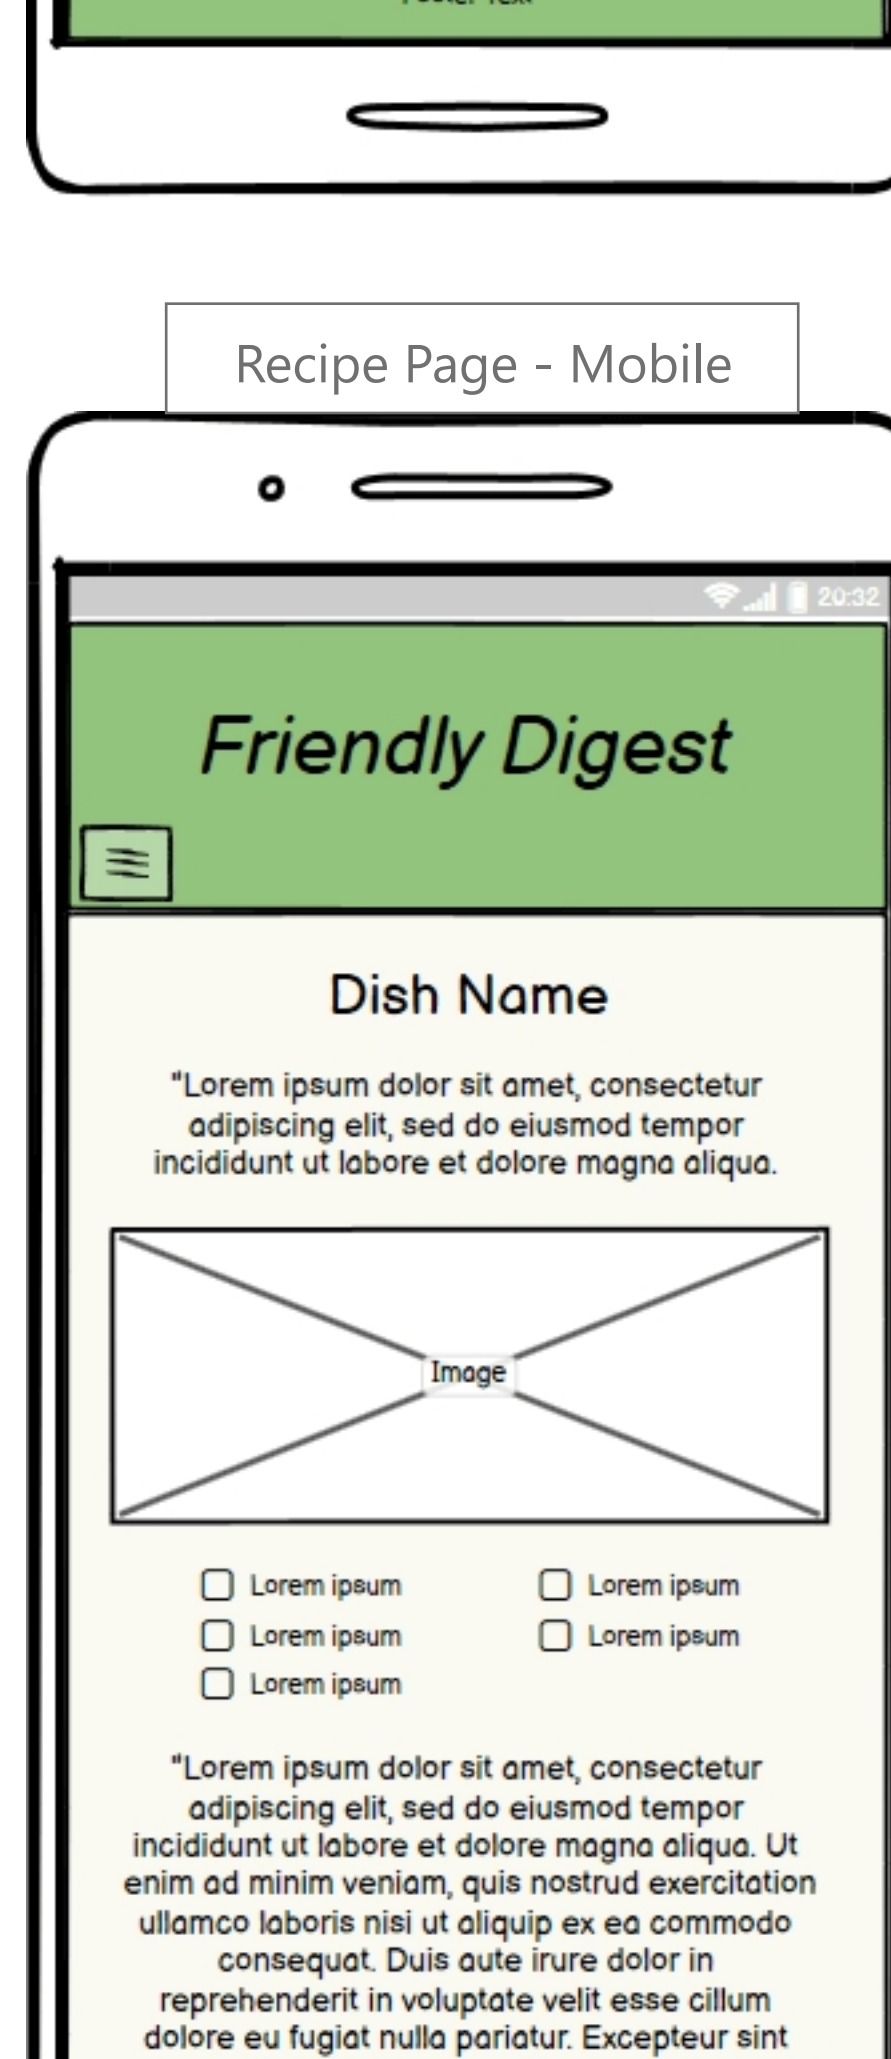 Footer Text
Recipe Page - Mobile
20:32
Friendly Digest
Dish Name
"Lorem ipsum dolor sit amet, consectetur
adipiscing elit, sed do eiusmod tempor
incididunt ut labore et dolore magna aliqua.
Image
Lorem ipsum Lorem ipsum
Lorem ipsum Lorem ipsum
Lorem ipsum
"Lorem ipsum dolor sit amet, consectetur
adipiscing elit, sed do eiusmod tempor
incididunt ut labore et dolore magna aliqua. Ut
enim ad minim veniam, quis nostrud exercitation
ullamco laboris nisi ut aliquip ex ea commodo
consequat. Duis aute irure dolor in
reprehenderit in voluptate velit esse cillum
dolore eu fugiat nulla pariatur. Excepteur sint